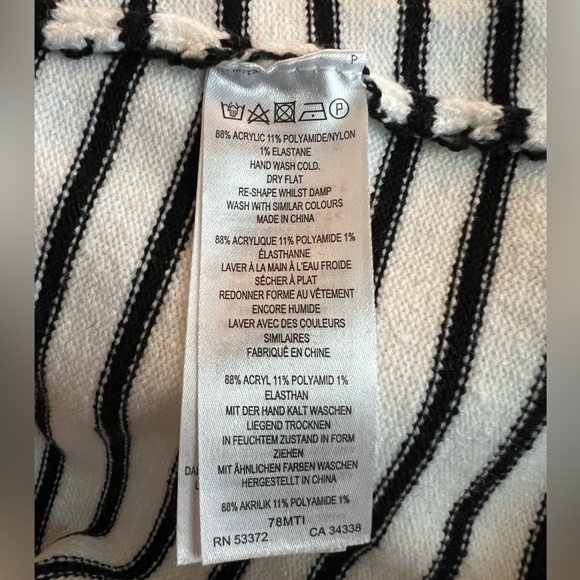 P
P
88% ACRYLIC 11% POLYAMIDE/NYLON
1% ELASTANE
HAND WASH COLD.
DRY FLAT
RE-SHAPE WHILST DAMP
WASH WITH SIMILAR COLOURS
MADE IN CHINA
88% ACRYLIQUE 11% POLYAMIDE 1%
ÉLASTHANNE
LAVER À LA MAIN À L'EAU FROIDE
SÉCHER À PLAT
REDONNER FORME AU VÊTEMENT
ENCORE HUMIDE
LAVER AVEC DES COULEURS
SIMILAIRES
FABRIQUÉ EN CHINE
88% ACRYL 11% POLYAMID 1%
ELASTHAN
MIT DER HAND KALT WASCHEN
LIEGEND TROCKNEN
IN FEUCHTEM ZUSTAND IN FORM
ZIEHEN
MIT ÄHNLICHEN FARBEN WASCHEN
HERGESTELLT IN CHINA
88% AKRILIK 11% POLYAMIDE 1%
78MTI
RN 53372 CA 34338